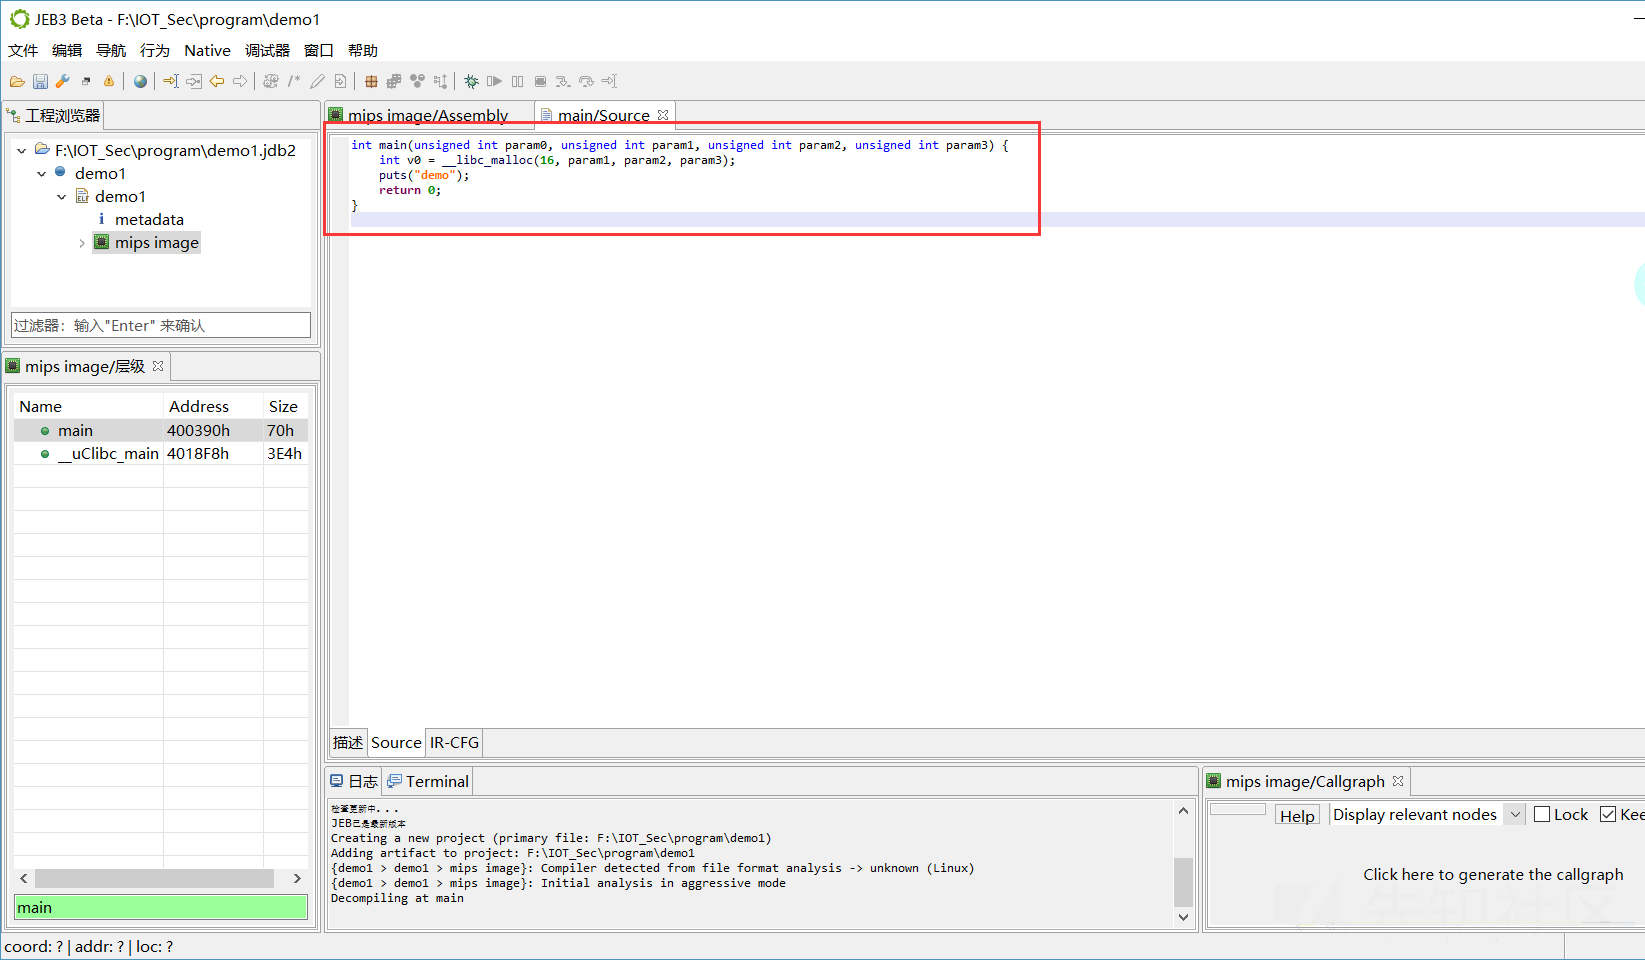 JEB3 Beta - F:\IOT_Sec\program\demo1
文件 编辑 导航 行为 Native 调试器 窗口 帮助
工程浏览器
F:\IOT_Sec\program\demo1.jdb2
demo1
demo1
metadata
mips image
过滤器：输入"Enter" 来确认
mips image/层级
Name Address Size
main 400390h 70h
__uClibc_main 4018F8h 3E4h
main
mips image/Assembly main/Source
int main(unsigned int param0, unsigned int param1, unsigned int param2, unsigned int param3) {
    int v0 = __libc_malloc(16, param1, param2, param3);
    puts("demo");
    return 0;
}
描述 Source IR-CFG
日志 Terminal
检查更新中...
JEB已是最新版本
Creating a new project (primary file: F:\IOT_Sec\program\demo1)
Adding artifact to project: F:\IOT_Sec\program\demo1
{demo1 > demo1 > mips image}: Compiler detected from file format analysis -> unknown (Linux)
{demo1 > demo1 > mips image}: Initial analysis in aggressive mode
Decompiling at main
mips image/Callgraph
Help Display relevant nodes Lock Kee
Click here to generate the callgraph
先知社区
coord: ? | addr: ? | loc: ?